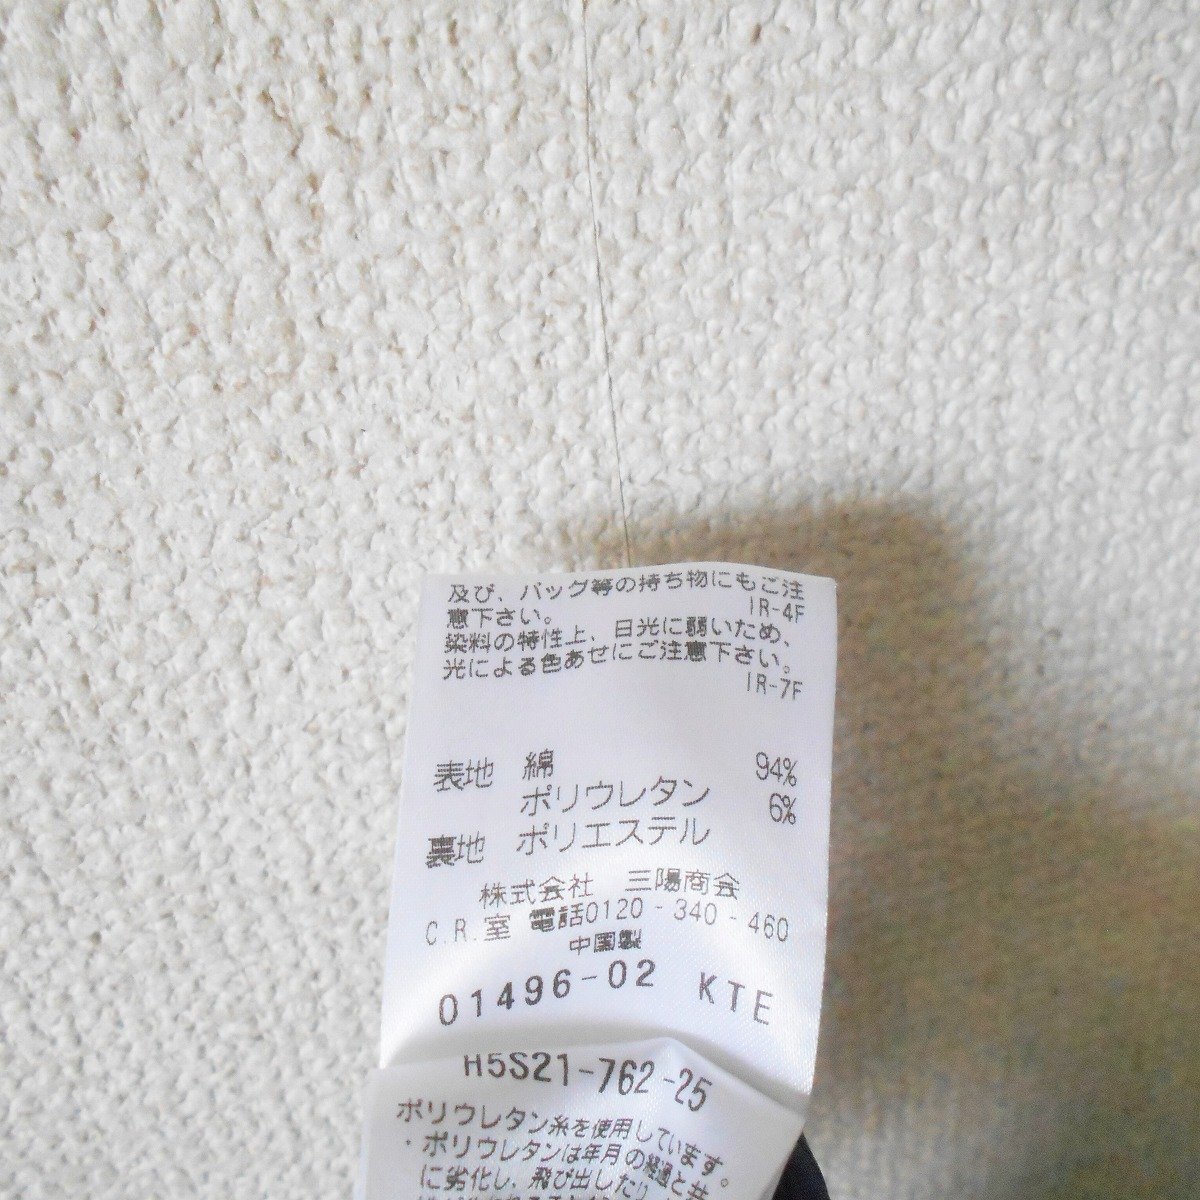 及び、バッグ等の持ち物にもご注
意下さい。 IR-4F
染料の特性上、日光に弱いため、
光による色あせにご注意下さい。
IR-7F
表地 綿 94%
ポリウレタン 6%
裏地 ポリエステル
株式会社 三陽商会
C.R.室 電話0120-340-460
中国製
01496-02 KTE
H5S21-762-25
ポリウレタン糸を使用しています。
・ポリウレタンは年月の経過と共
に劣化し、飛び出したり